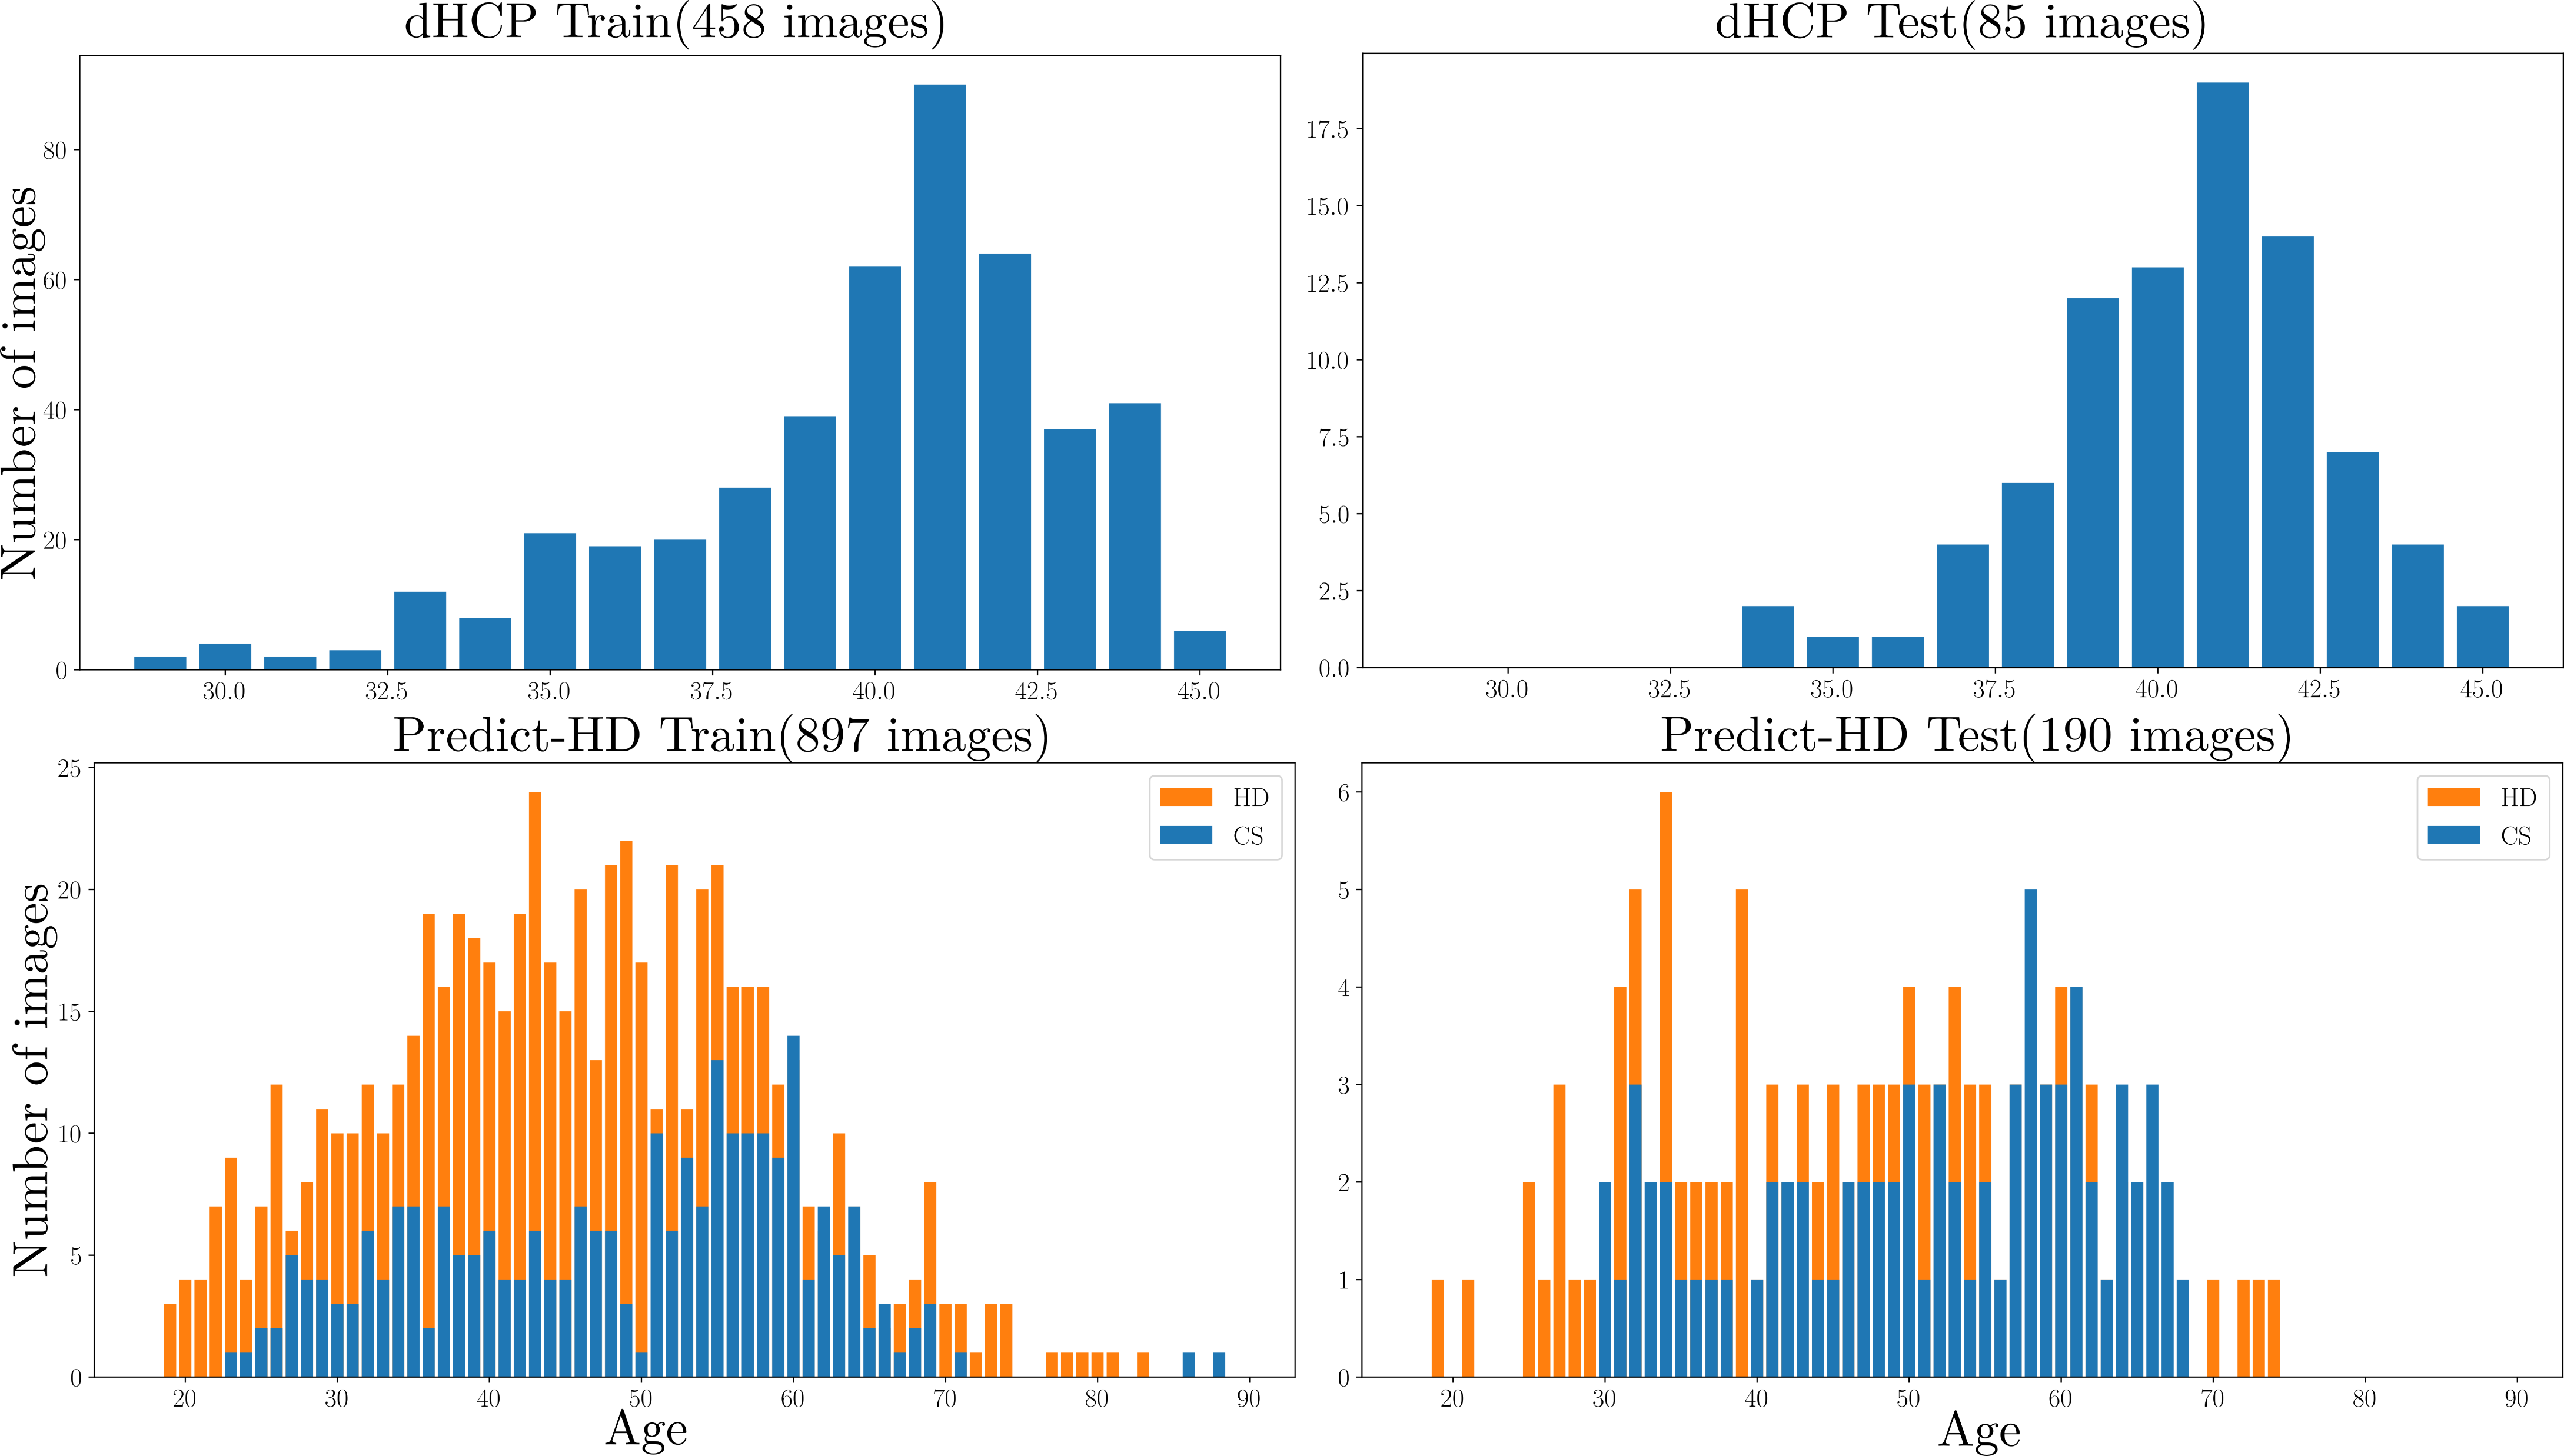 dHCP Train(458 images)
Number of images
80
60
40
20
0
30.0 32.5 35.0 37.5 40.0 42.5 45.0
dHCP Test(85 images)
17.5
15.0
12.5
10.0
7.5
5.0
2.5
0.0
30.0 32.5 35.0 37.5 40.0 42.5 45.0
Predict-HD Train(897 images)
Number of images
25
20
15
10
5
0
HD
CS
20 30 40 50 60 70 80 90
Age
Predict-HD Test(190 images)
6
5
4
3
2
1
0
HD
CS
20 30 40 50 60 70 80 90
Age